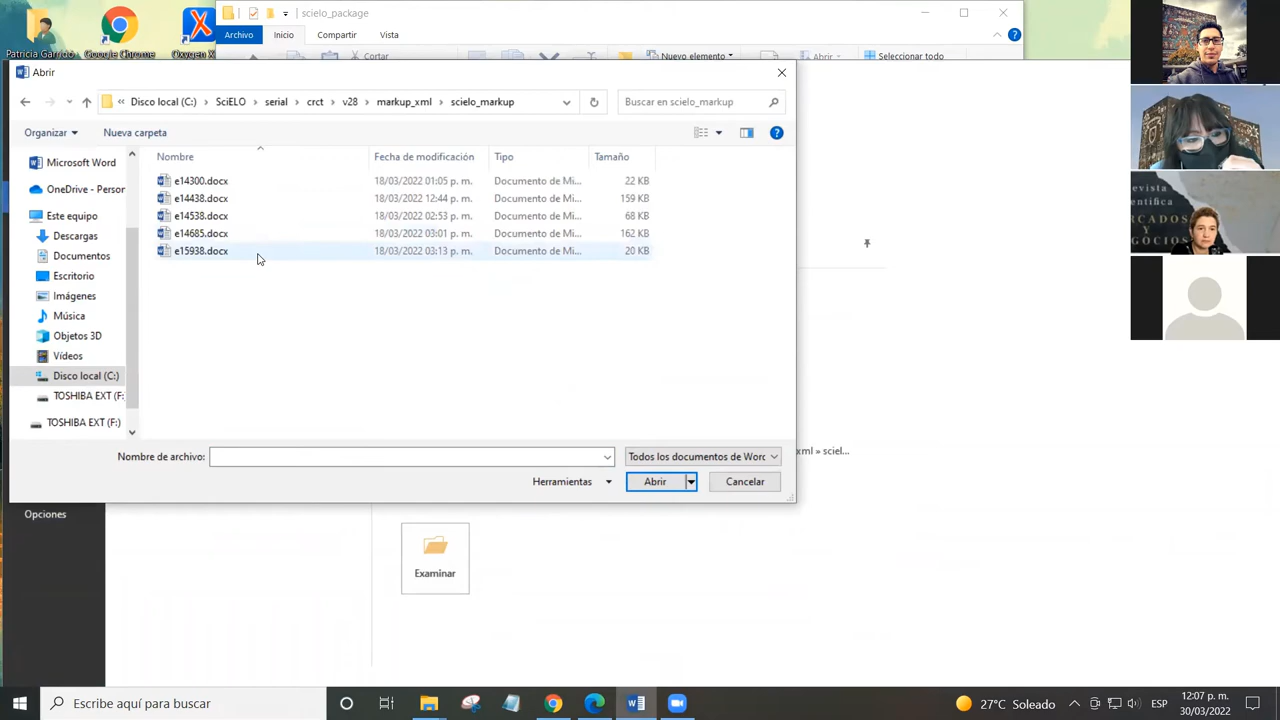 scielo_package
Patricia Garrido
Google Chrome
Oxygen X
Archivo
Inicio
Compartir
Vista
Cortar
Nuevo elemento
Abrir
Seleccionar todo
Abrir
« Disco local (C:) › SciELO › serial › crct › v28 › markup_xml › scielo_markup
Buscar en scielo_markup
Organizar
Nueva carpeta
Nombre
Fecha de modificación
Tipo
Tamaño
Microsoft Word
OneDrive - Person
Este equipo
Descargas
Documentos
Escritorio
Imágenes
Música
Objetos 3D
Vídeos
Disco local (C:)
TOSHIBA EXT (F:
TOSHIBA EXT (F:)
e14300.docx 18/03/2022 01:05 p. m. Documento de Mi... 22 KB
e14438.docx 18/03/2022 12:44 p. m. Documento de Mi... 159 KB
e14538.docx 18/03/2022 02:53 p. m. Documento de Mi... 68 KB
e14685.docx 18/03/2022 03:01 p. m. Documento de Mi... 162 KB
e15938.docx 18/03/2022 03:13 p. m. Documento de Mi... 20 KB
Nombre de archivo:
Todos los documentos de Word
Herramientas
Abrir
Cancelar
xml » sciel...
Opciones
Examinar
evista
entífica
RCADOS
Y
GOCIOS
Escribe aquí para buscar
27°C Soleado
ESP
12:07 p. m.
30/03/2022